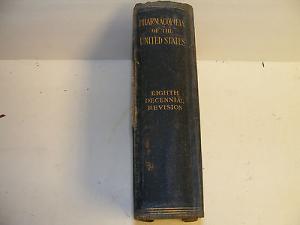 PHARMACOPŒIA
OF THE
UNITED STATES
EIGHTH
DECENNIAL
REVISION